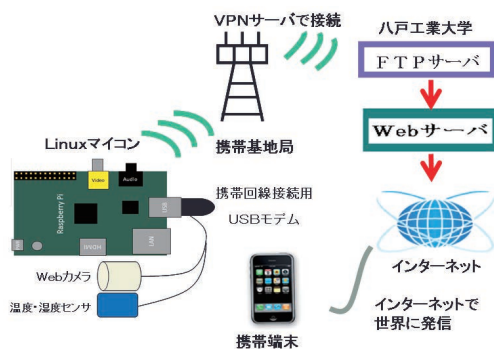 VPNサーバで接続
八戸工業大学
FTPサーバ
Webサーバ
Linuxマイコン
携帯基地局
Video
Audio
Raspberry Pi
USB
LAN
HDMI
携帯回線接続用
USBモデム
Webカメラ
温度・湿度センサ
携帯端末
インターネット
インターネットで
世界に発信